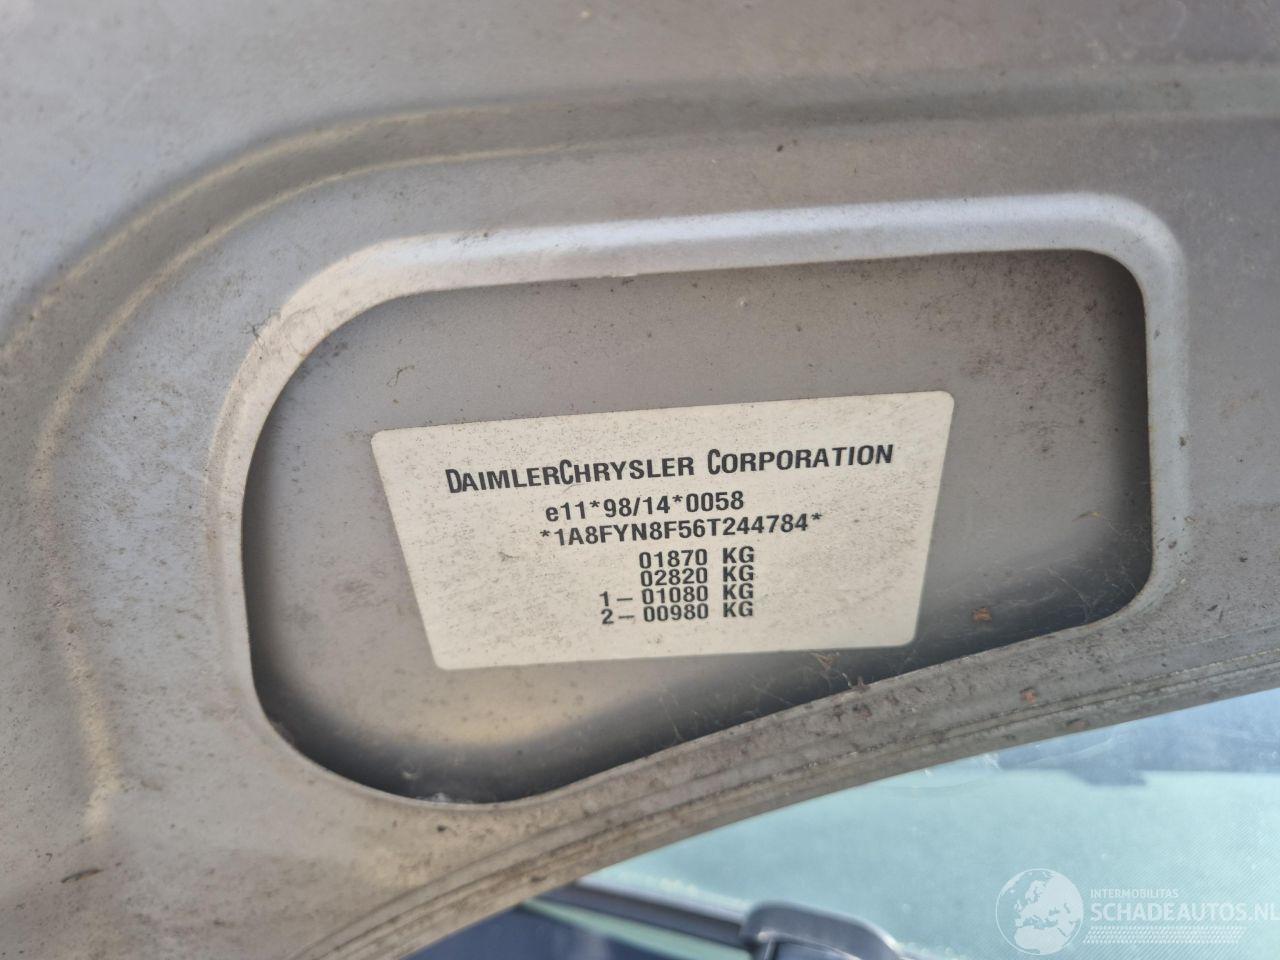 DAIMLERCHRYSLER CORPORATION
e11*98/14*0058
*1A8FYN8F56T244784*
01870 KG
02820 KG
1– 01080 KG
2– 00980 KG
INTERMOBILITAS
SCHADEAUTOS.NL